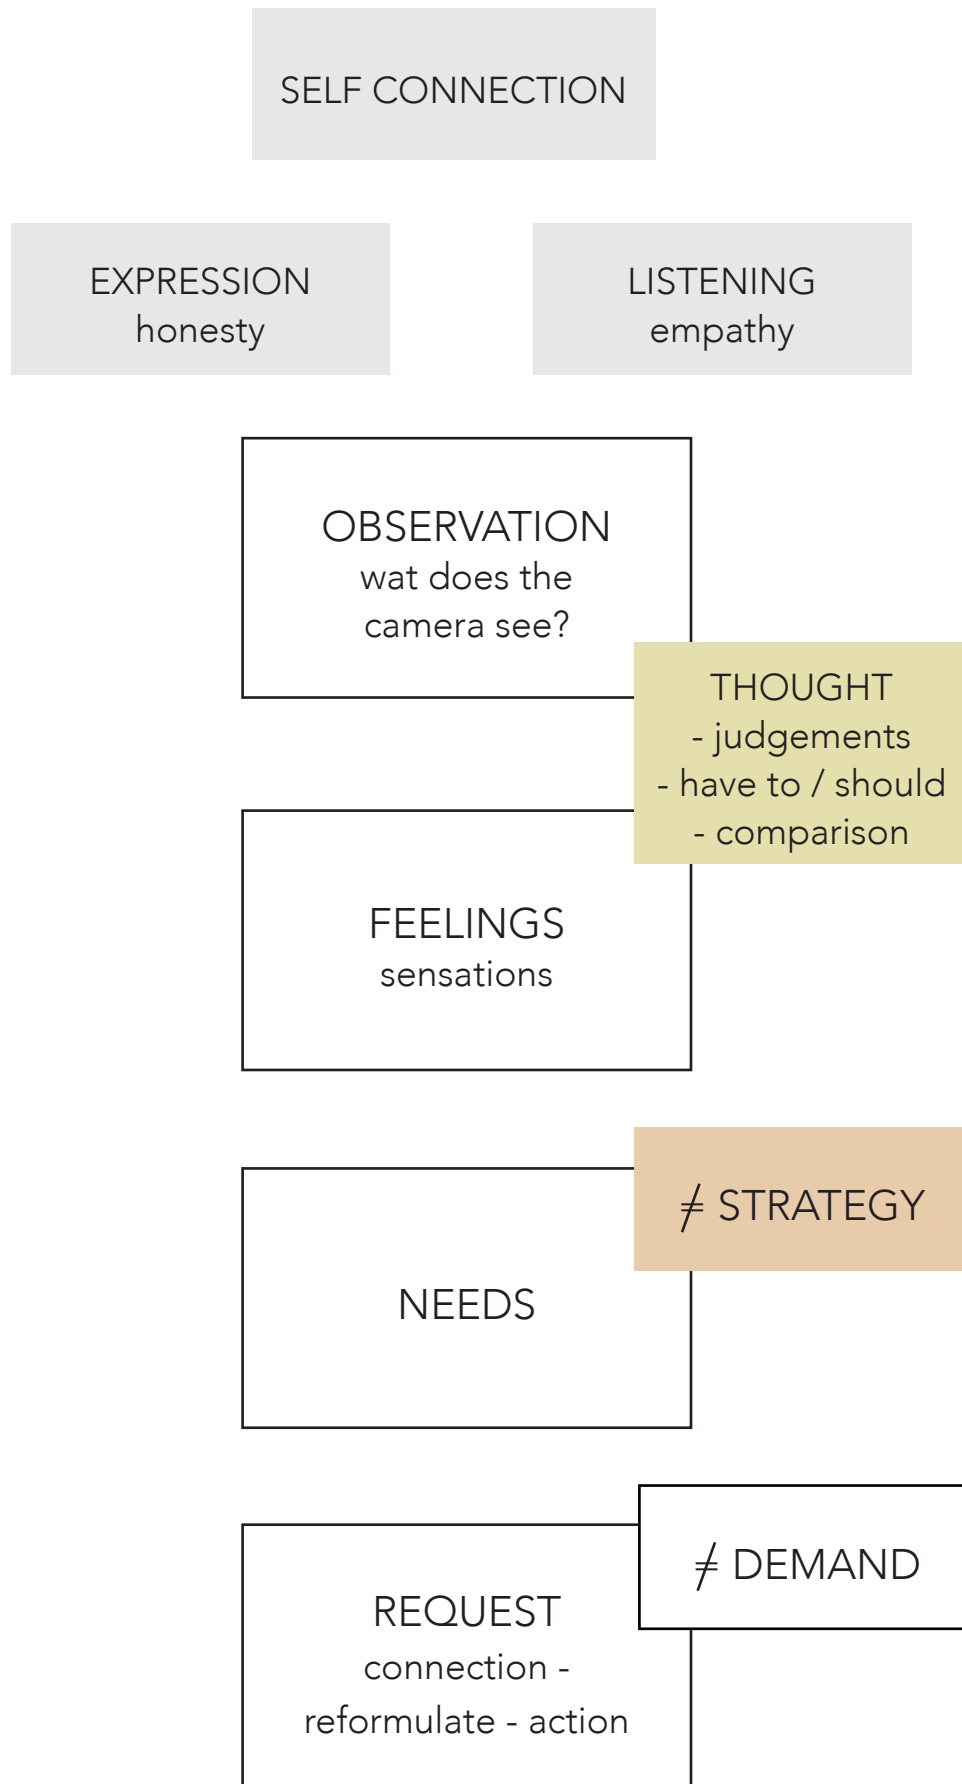 SELF CONNECTION
EXPRESSION
honesty
LISTENING
empathy
OBSERVATION
wat does the
camera see?
THOUGHT
- judgements
- have to / should
- comparison
FEELINGS
sensations
≠ STRATEGY
NEEDS
≠ DEMAND
REQUEST
connection -
reformulate - action